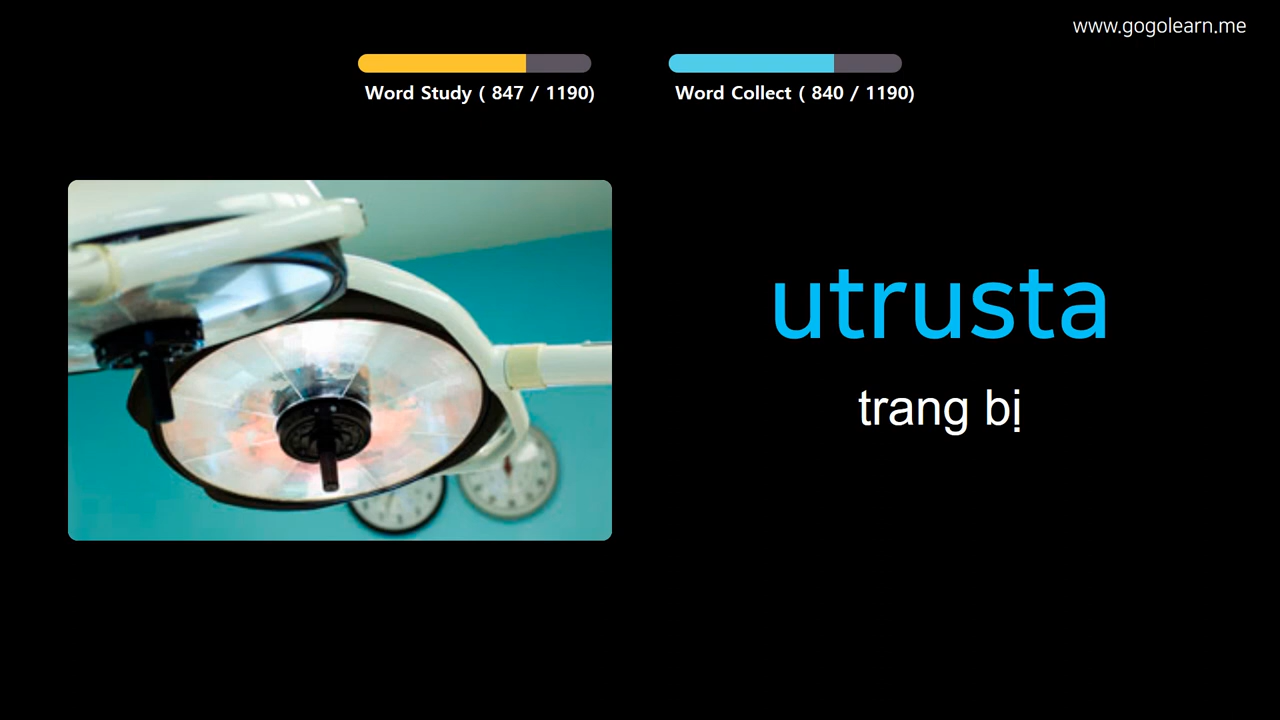 www.gogolearn.me
Word Study ( 847 / 1190)
Word Collect ( 840 / 1190)
utrusta
trang bị